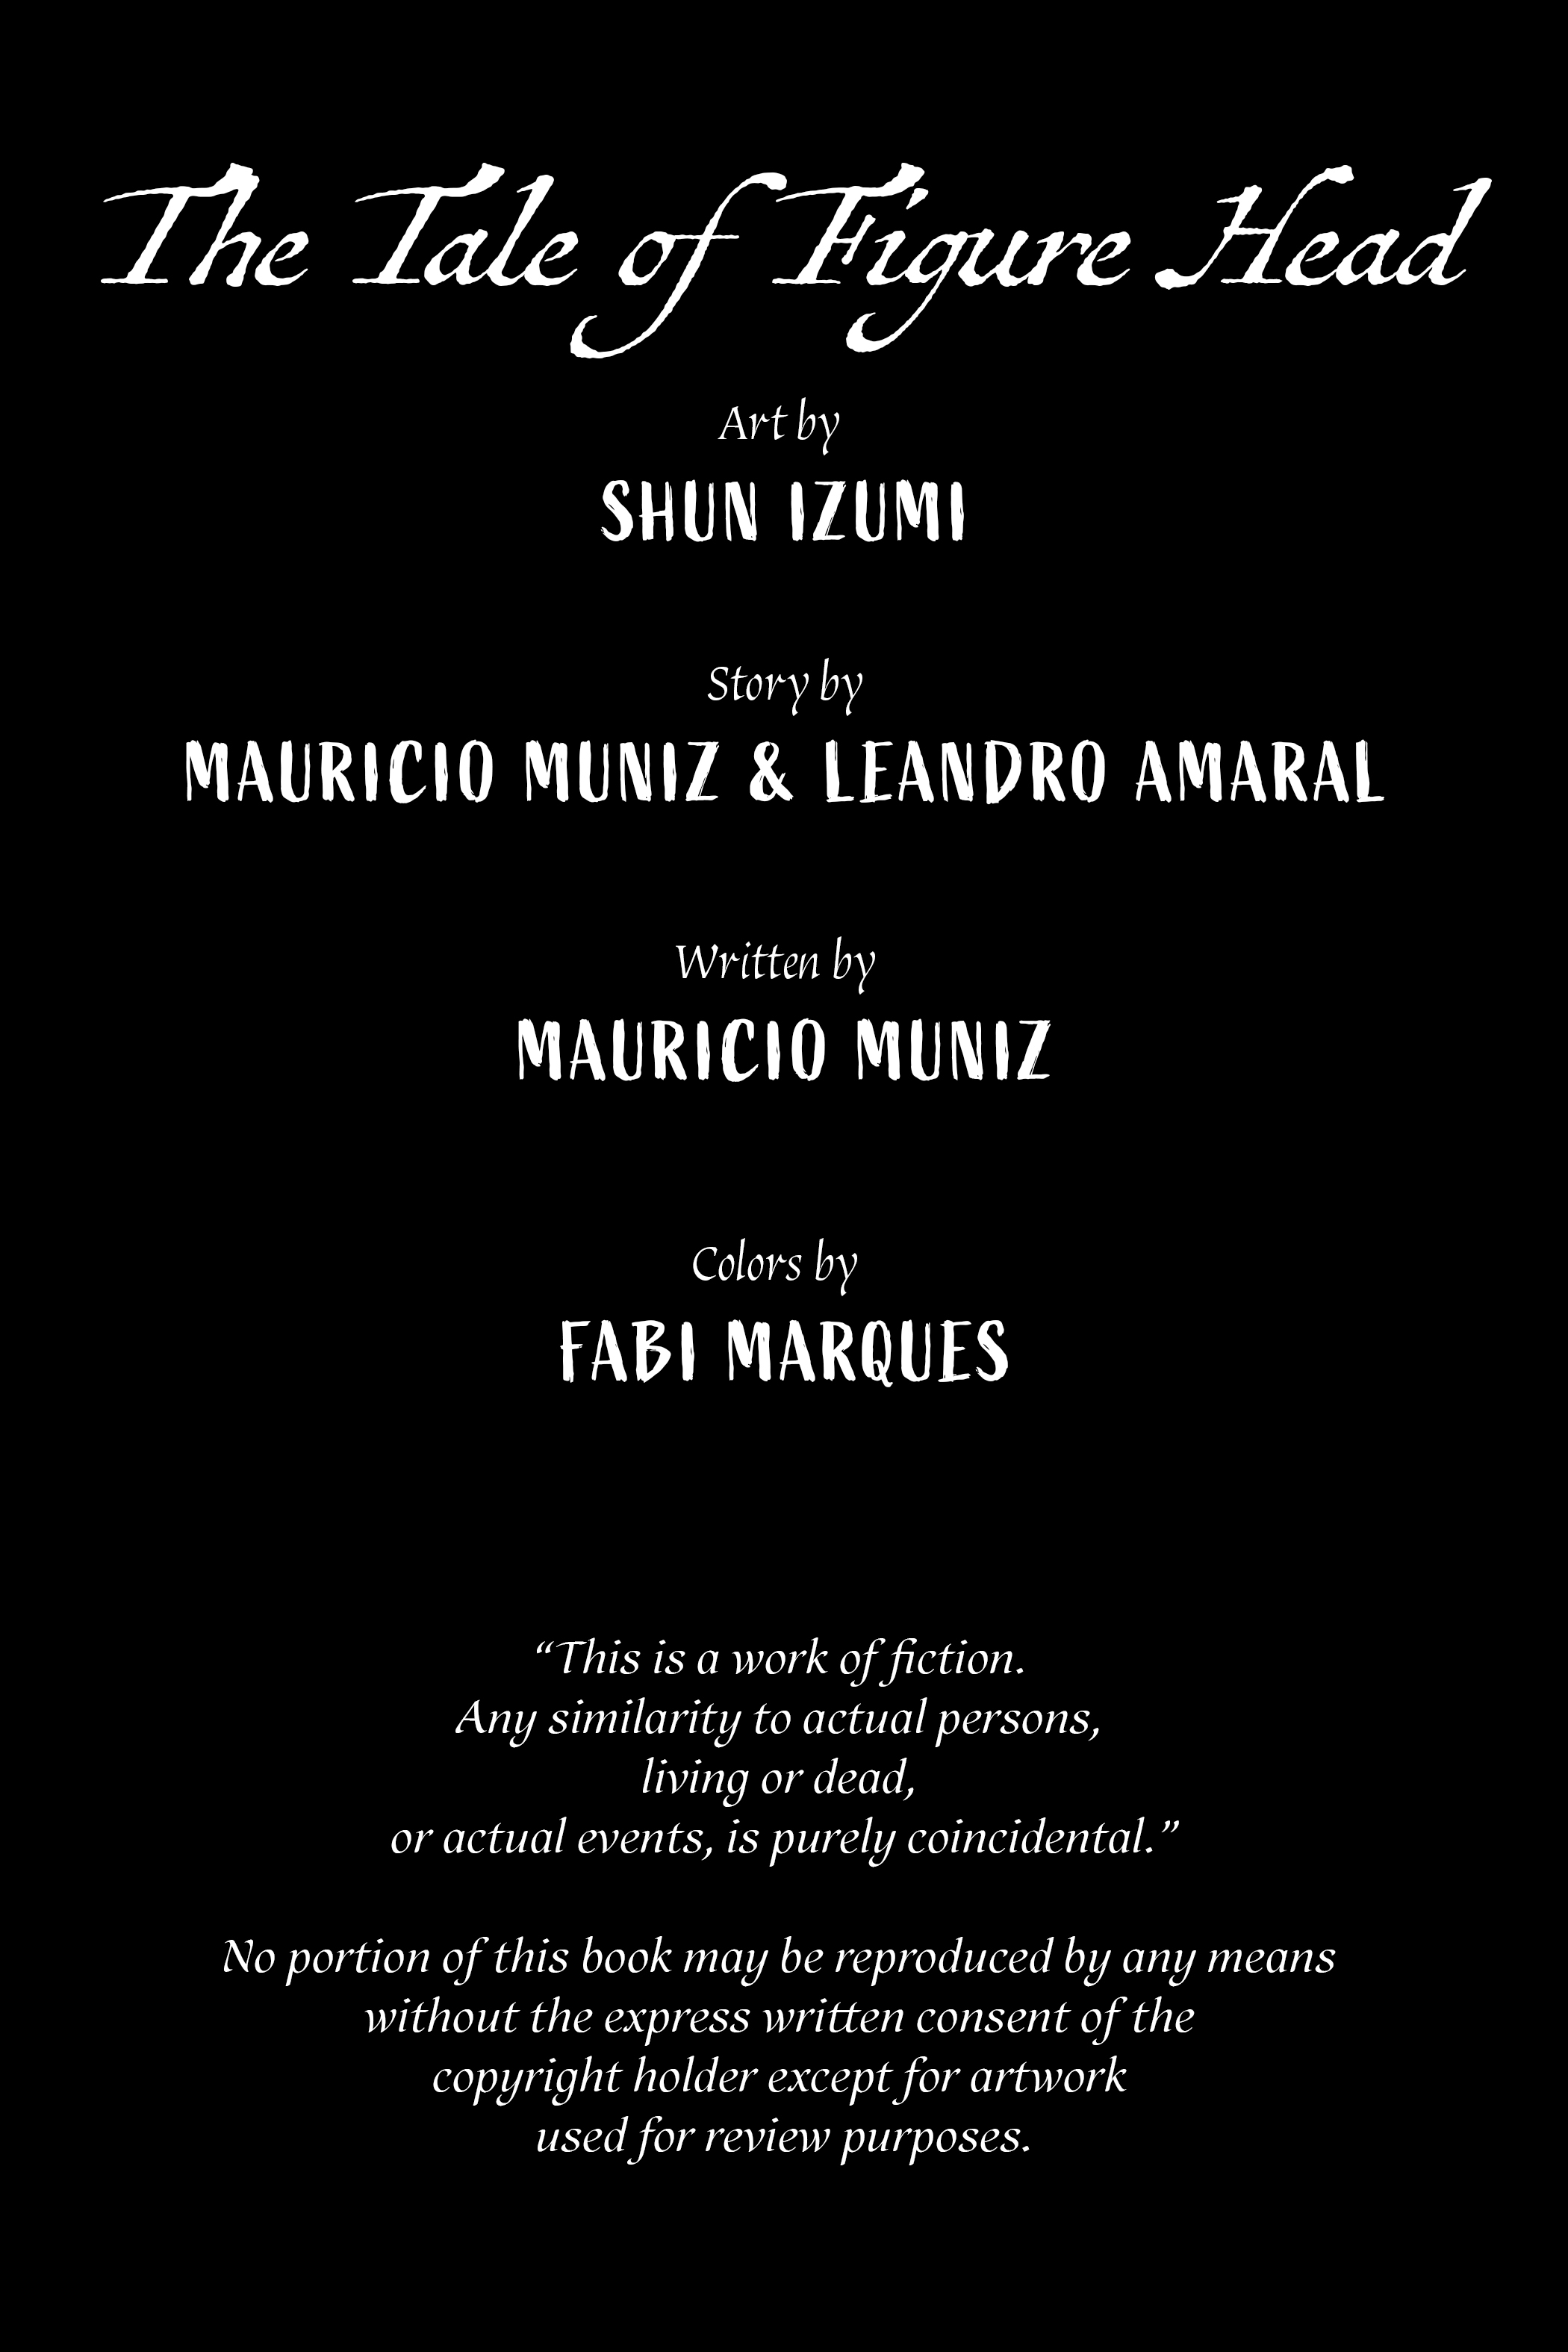 The Tale of Figure Head
Art by
SHUN IZUMI
Story by
MAURICIO MUNIZ & LEANDRO AMARAL
Written by
MAURICIO MUNIZ
Colors by
FABI MARQUES
“This is a work of fiction.
Any similarity to actual persons,
living or dead,
or actual events, is purely coincidental.”
No portion of this book may be reproduced by any means
without the express written consent of the
copyright holder except for artwork
used for review purposes.